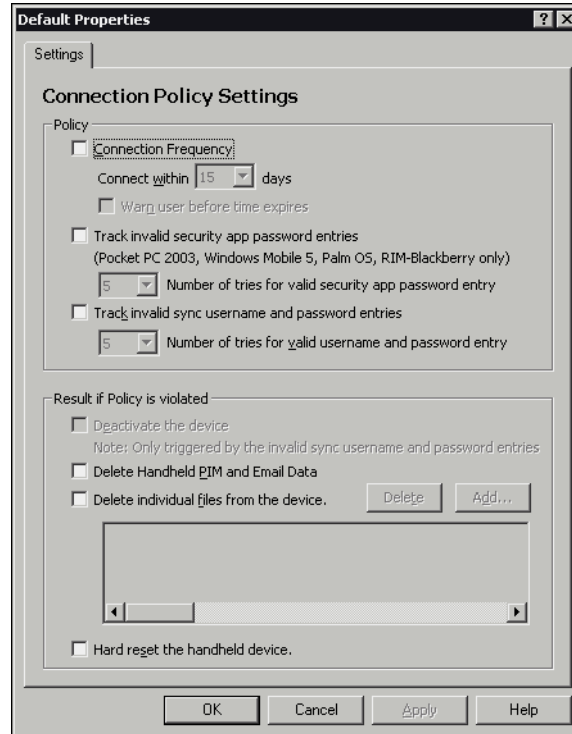 Default Properties
Settings
Connection Policy Settings
Policy
Connection Frequency
Connect within 15 days
Warn user before time expires
Track invalid security app password entries
(Pocket PC 2003, Windows Mobile 5, Palm OS, RIM-Blackberry only)
5 Number of tries for valid security app password entry
Track invalid sync username and password entries
5 Number of tries for valid username and password entry
Result if Policy is violated
Deactivate the device
Note: Only triggered by the invalid sync username and password entries
Delete Handheld PIM and Email Data
Delete individual files from the device. Delete Add...
Hard reset the handheld device.
OK Cancel Apply Help